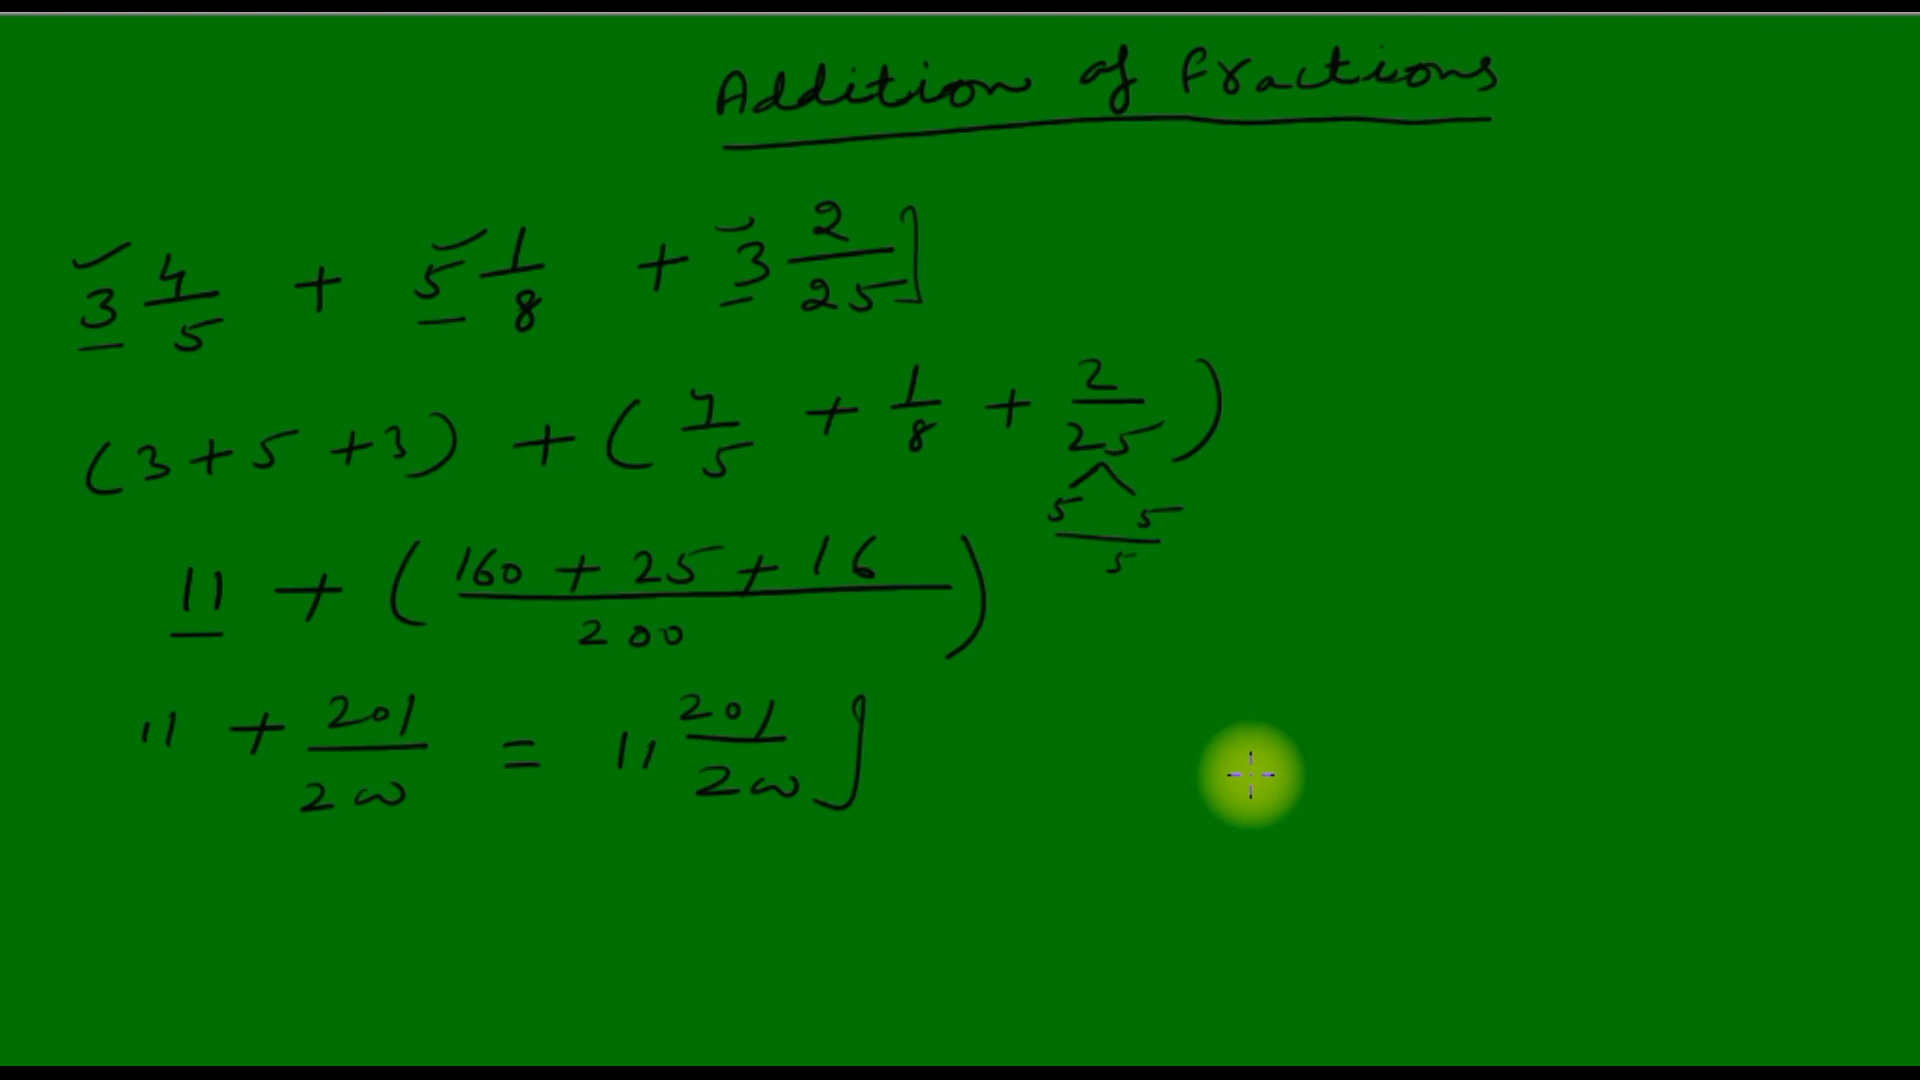 Addition of fractions
3 4/5 + 5 1/8 + 3 2/25]
(3+5+3) + (4/5 + 1/8 + 2/25)
5 5
5
11 + (160 + 25 + 16 / 200)
11 + 201/200 = 11 201/200 ]